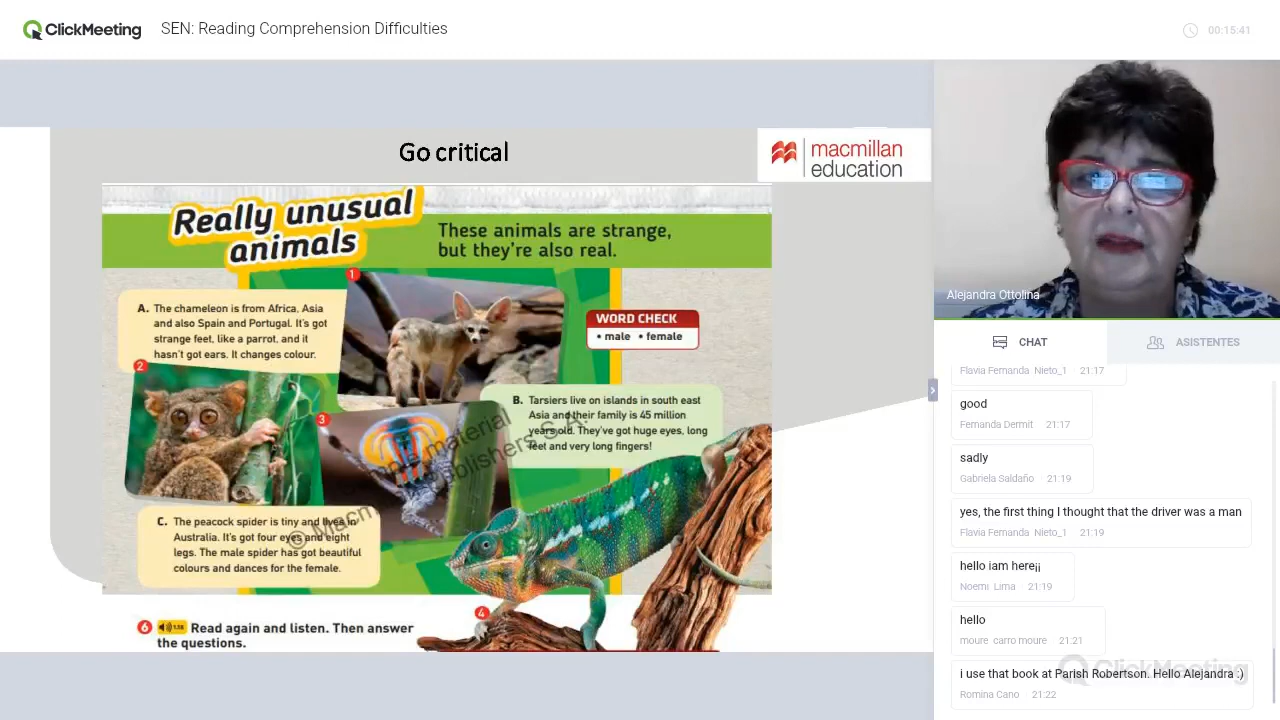 ClickMeeting
SEN: Reading Comprehension Difficulties
00:15:41
Go critical
macmillan
education
Really unusual
animals
These animals are strange,
but they're also real.
1
A. The chameleon is from Africa, Asia
and also Spain and Portugal. It's got
strange feet, like a parrot, and it
hasn't got ears. It changes colour.
WORD CHECK
• male • female
2
3
B. Tarsiers live on islands in south east
Asia and their family is 45 million
years old. They've got huge eyes, long
feet and very long fingers!
C. The peacock spider is tiny and lives in
Australia. It's got four eyes and eight
legs. The male spider has got beautiful
colours and dances for the female.
4
6 1.15 Read again and listen. Then answer
the questions.
© Macm
material
ublishers S.A.
Alejandra Ottolina
CHAT
ASISTENTES
Flavia Fernanda Nieto_1 21:17
good
Fernanda Dermit 21:17
sadly
Gabriela Saldaño 21:19
yes, the first thing I thought that the driver was a man
Flavia Fernanda Nieto_1 21:19
hello iam here¡¡
Noemi Lima 21:19
hello
moure carro moure 21:21
i use that book at Parish Robertson. Hello Alejandra :)
Romina Cano 21:22
ClickMeeting